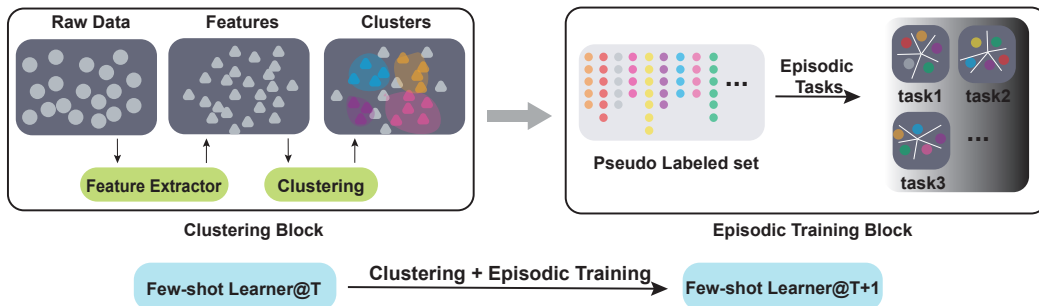 Raw Data
Features
Clusters
Feature Extractor
Clustering
Clustering Block
...
Pseudo Labeled set
Episodic
Tasks
task1
task2
task3
...
Episodic Training Block
Few-shot Learner@T
Clustering + Episodic Training
Few-shot Learner@T+1